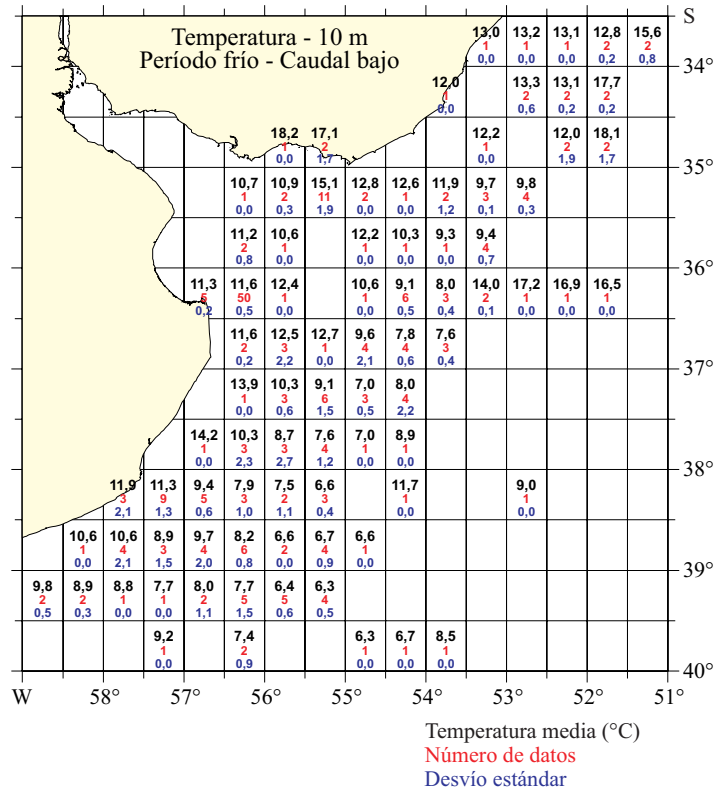 Temperatura - 10 m
Período frío - Caudal bajo
S
13,0 13,2 13,1 12,8 15,6
1 1 1 2 2
0,0 0,0 0,0 0,2 0,8
34°
12,0 13,3 13,1 17,7
1 2 2 2
0,0 0,6 0,2 0,2
18,2 17,1 12,2 12,0 18,1
1 2 1 2 2
0,0 1,7 0,0 1,9 1,7
35°
10,7 10,9 15,1 12,8 12,6 11,9 9,7 9,8
1 2 11 2 1 2 3 4
0,0 0,3 1,9 0,0 0,0 1,2 0,1 0,3
11,2 10,6 12,2 10,3 9,3 9,4
2 1 1 1 1 4
0,8 0,0 0,0 0,0 0,0 0,7
36°
11,3 11,6 12,4 10,6 9,1 8,0 14,0 17,2 16,9 16,5
50 1 1 6 3 2 1 1 1
0,2 0,5 0,0 0,0 0,5 0,4 0,1 0,0 0,0 0,0
11,6 12,5 12,7 9,6 7,8 7,6
2 3 1 4 4 3
0,2 2,2 0,0 2,1 0,6 0,4
37°
13,9 10,3 9,1 7,0 8,0
1 3 6 3 4
0,0 0,6 1,5 0,5 2,2
14,2 10,3 8,7 7,6 7,0 8,9
1 3 3 4 1 1
0,0 2,3 2,7 1,2 0,0 0,0
38°
11,9 11,3 9,4 7,9 7,5 6,6 11,7 9,0
3 9 5 3 2 3 1 1
2,1 1,3 0,6 1,0 1,1 0,4 0,0 0,0
10,6 10,6 8,9 9,7 8,2 6,6 6,7 6,6
1 4 3 4 6 2 4 1
0,0 2,1 1,5 2,0 0,8 0,0 0,9 0,0
39°
9,8 8,9 8,8 7,7 8,0 7,7 6,4 6,3
2 2 1 1 2 5 5 4
0,5 0,3 0,0 0,0 1,1 1,5 0,6 0,5
9,2 7,4 6,3 6,7 8,5
1 2 1 1 1
0,0 0,9 0,0 0,0 0,0
40°
W 58° 57° 56° 55° 54° 53° 52° 51°
Temperatura media (°C)
Número de datos
Desvío estándar